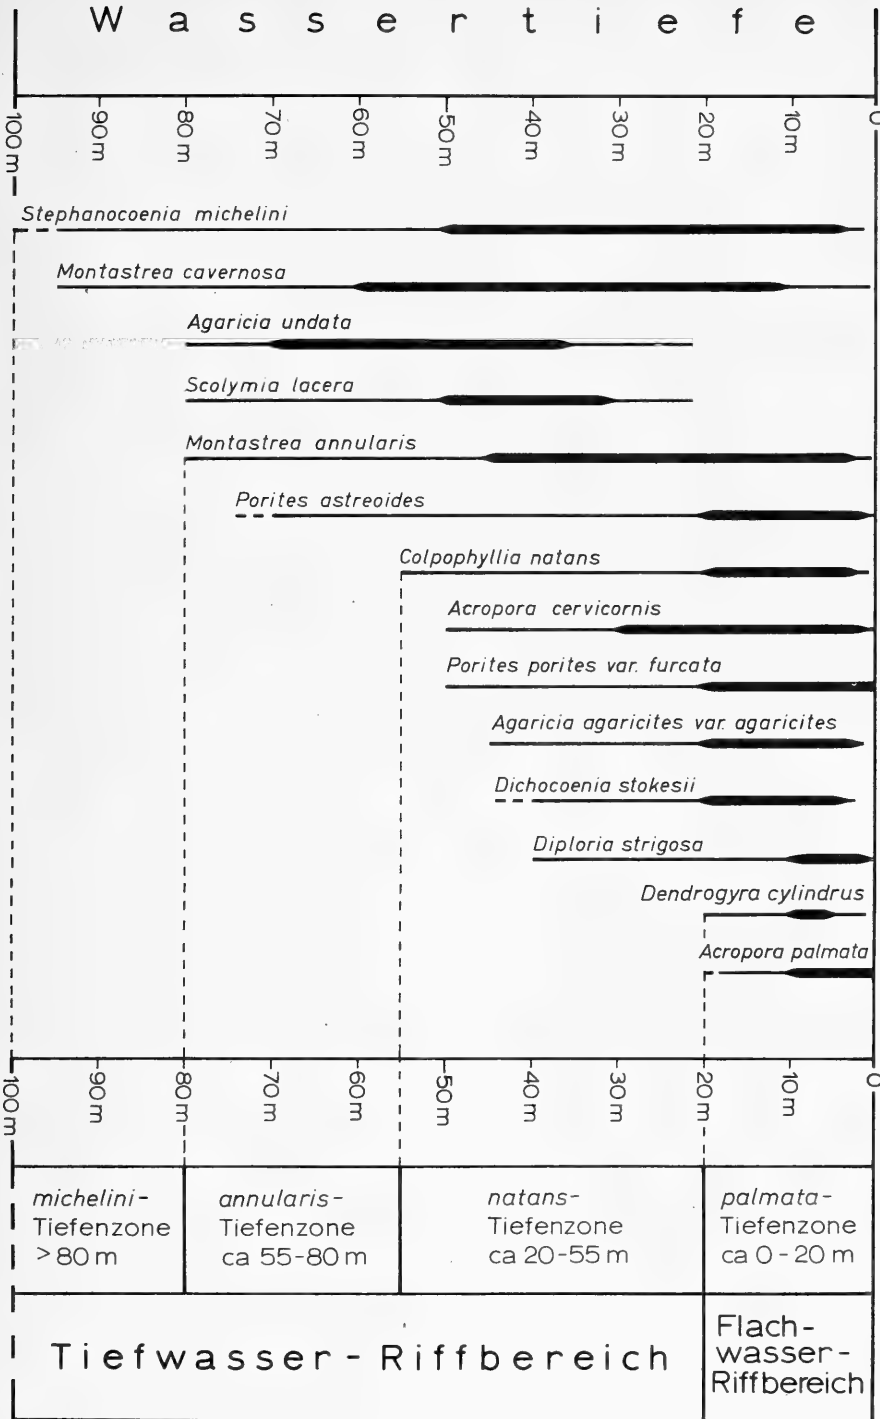 Wassertiefe
100 m 90 m 80 m 70 m 60 m 50 m 40 m 30 m 20 m 10 m 0
Stephanocoenia michelini
Montastrea cavernosa
Agaricia undata
Scolymia lacera
Montastrea annularis
Porites astreoides
Colpophyllia natans
Acropora cervicornis
Porites porites var. furcata
Agaricia agaricites var. agaricites
Dichocoenia stokesii
Diploria strigosa
Dendrogyra cylindrus
Acropora palmata
100 m 90 m 80 m 70 m 60 m 50 m 40 m 30 m 20 m 10 m 0
michelini-
Tiefenzone
> 80 m
annularis-
Tiefenzone
ca 55-80 m
natans-
Tiefenzone
ca 20-55 m
palmata-
Tiefenzone
ca 0-20 m
Tiefwasser-Riffbereich
Flach-
wasser-
Riffbereich